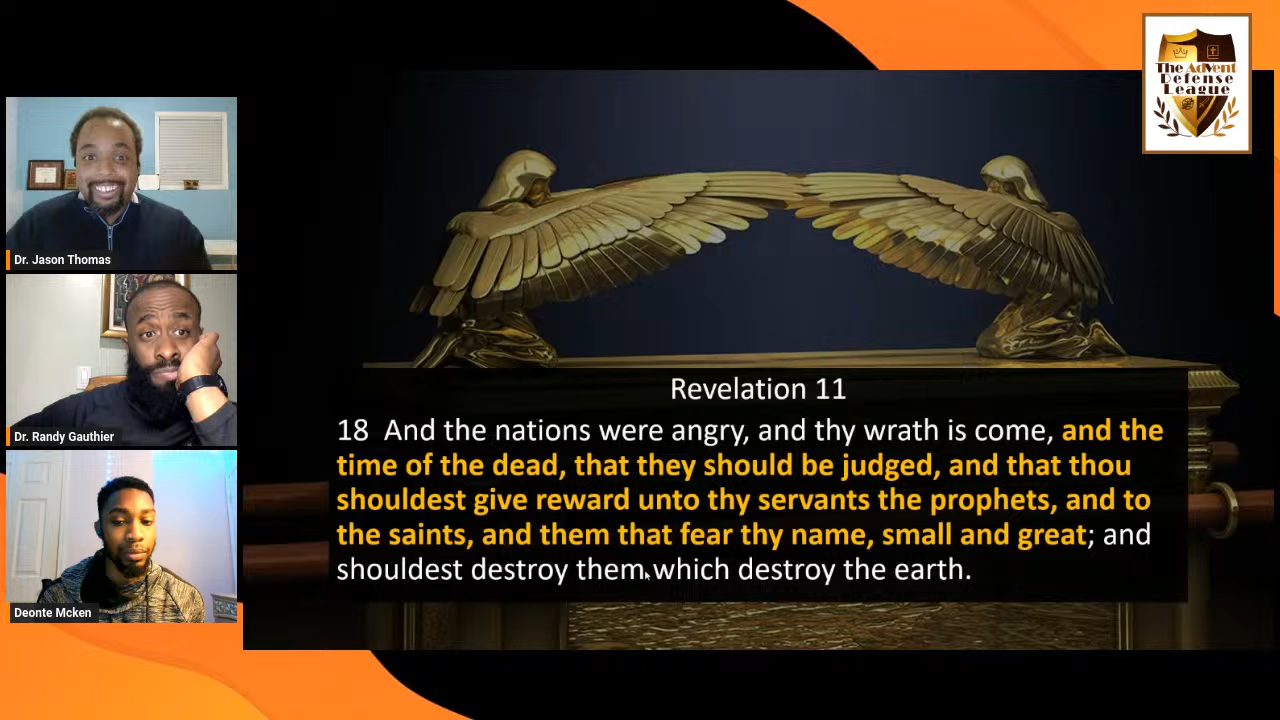 The Advent
Defense
League
Dr. Jason Thomas
Dr. Randy Gauthier
Deonte Mcken
Revelation 11
18 And the nations were angry, and thy wrath is come, and the
time of the dead, that they should be judged, and that thou
shouldest give reward unto thy servants the prophets, and to
the saints, and them that fear thy name, small and great; and
shouldest destroy them which destroy the earth.